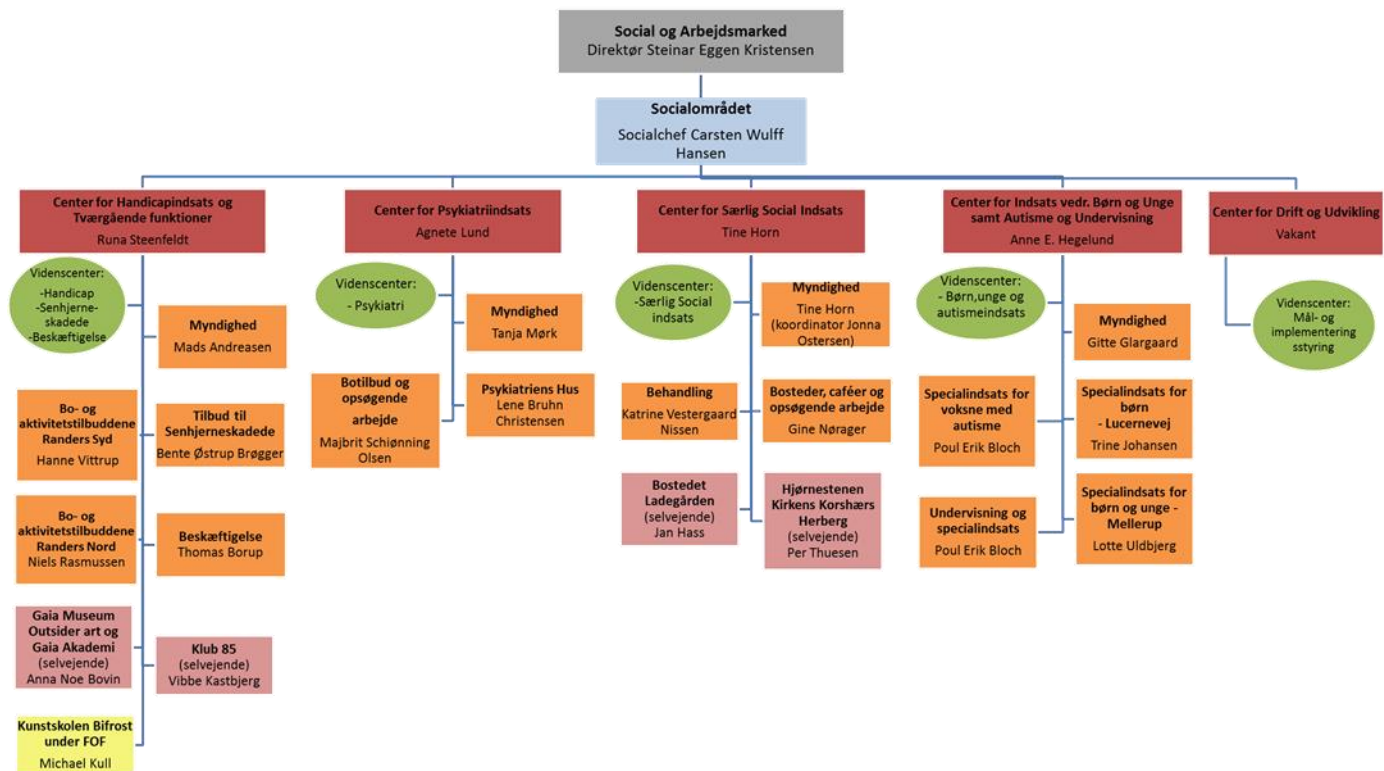 Social og Arbejdsmarked
Direktør Steinar Eggen Kristensen
Socialområdet
Socialchef Carsten Wulff
Hansen
Center for Handicapindsats og
Tværgående funktioner
Runa Steenfeldt
Videnscenter:
-Handicap
-Senhjerne-
skadede
-Beskæftigelse
Myndighed
Mads Andreasen
Bo- og
aktivitetstilbuddene
Randers Syd
Hanne Vittrup
Tilbud til
Senhjerneskadede
Bente Østrup Brøgger
Bo- og
aktivitetstilbuddene
Randers Nord
Niels Rasmussen
Beskæftigelse
Thomas Borup
Gaia Museum
Outsider art og
Gaia Akademi
(selvejende)
Anna Noe Bovin
Klub 85
(selvejende)
Vibbe Kastbjerg
Kunstskolen Bifrost
under FOF
Michael Kull
Center for Psykiatriindsats
Agnete Lund
Videnscenter:
- Psykiatri
Myndighed
Tanja Mørk
Botilbud og
opsøgende
arbejde
Majbrit Schiønning
Olsen
Psykiatriens Hus
Lene Bruhn
Christensen
Center for Særlig Social Indsats
Tine Horn
Videnscenter:
-Særlig Social
indsats
Myndighed
Tine Horn
(koordinator Jonna
Ostersen)
Behandling
Katrine Vestergaard
Nissen
Bosteder, caféer og
opsøgende arbejde
Gine Nørager
Bostedet
Ladegården
(selvejende)
Jan Hass
Hjørnestenen
Kirkens Korshærs
Herberg
(selvejende)
Per Thuesen
Center for Indsats vedr. Børn og Unge
samt Autisme og Undervisning
Anne E. Hegelund
Videnscenter:
- Børn,unge og
autismeindsats
Myndighed
Gitte Glargaard
Specialindsats for
voksne med
autisme
Poul Erik Bloch
Specialindsats for
børn
- Lucernevej
Trine Johansen
Undervisning og
specialindsats
Poul Erik Bloch
Specialindsats for
børn og unge -
Mellerup
Lotte Uldbjerg
Center for Drift og Udvikling
Vakant
Videnscenter:
Mål- og
implementering
sstyring